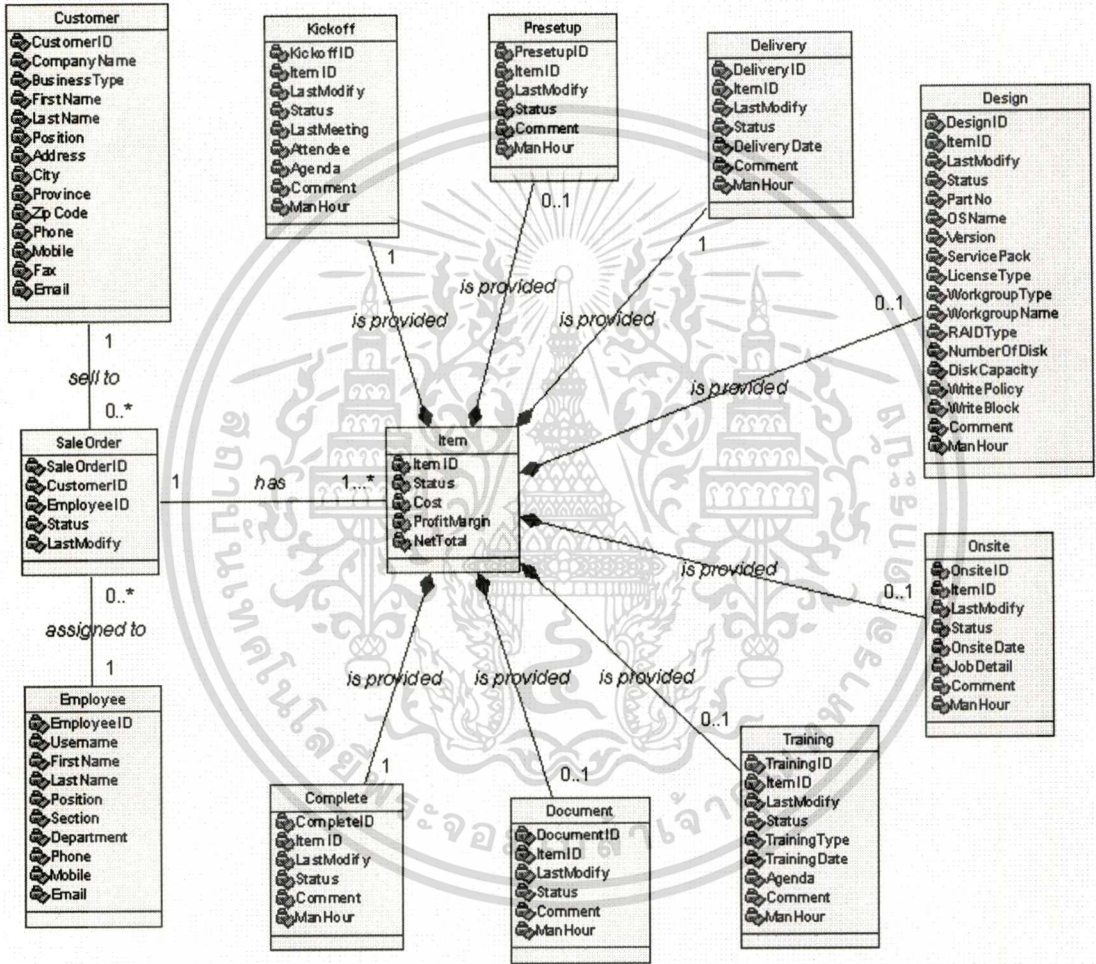 Customer
CustomerID
CompanyName
BusinessType
FirstName
LastName
Position
Address
City
Province
ZipCode
Phone
Mobile
Fax
Email
Kickoff
KickoffID
ItemID
LastModify
Status
LastMeeting
Attendee
Agenda
Comment
ManHour
Presetup
PresetupID
ItemID
LastModify
Status
Comment
ManHour
Delivery
DeliveryID
ItemID
LastModify
Status
DeliveryDate
Comment
ManHour
Design
DesignID
ItemID
LastModify
Status
PartNo
OSName
Version
ServicePack
LicenseType
WorkgroupType
WorkgroupName
RAIDType
NumberOfDisk
DiskCapacity
WritePolicy
WriteBlock
Comment
ManHour
1
is provided
0..1
is provided
1
is provided
0..1
is provided
1
sell to
0..*
SaleOrder
SaleOrderID
CustomerID
EmployeeID
Status
LastModify
1
has
1...*
Item
ItemID
Status
Cost
ProfitMargin
NetTotal
is provided
0..1
Onsite
OnsiteID
ItemID
LastModify
Status
OnsiteDate
JobDetail
Comment
ManHour
0..*
assigned to
1
Employee
EmployeeID
Username
FirstName
LastName
Position
Section
Department
Phone
Mobile
Email
is provided
1
Complete
CompleteID
ItemID
LastModify
Status
Comment
ManHour
is provided
0..1
Document
DocumentID
ItemID
LastModify
Status
Comment
ManHour
is provided
0..1
Training
TrainingID
ItemID
LastModify
Status
TrainingType
TrainingDate
Agenda
Comment
ManHour